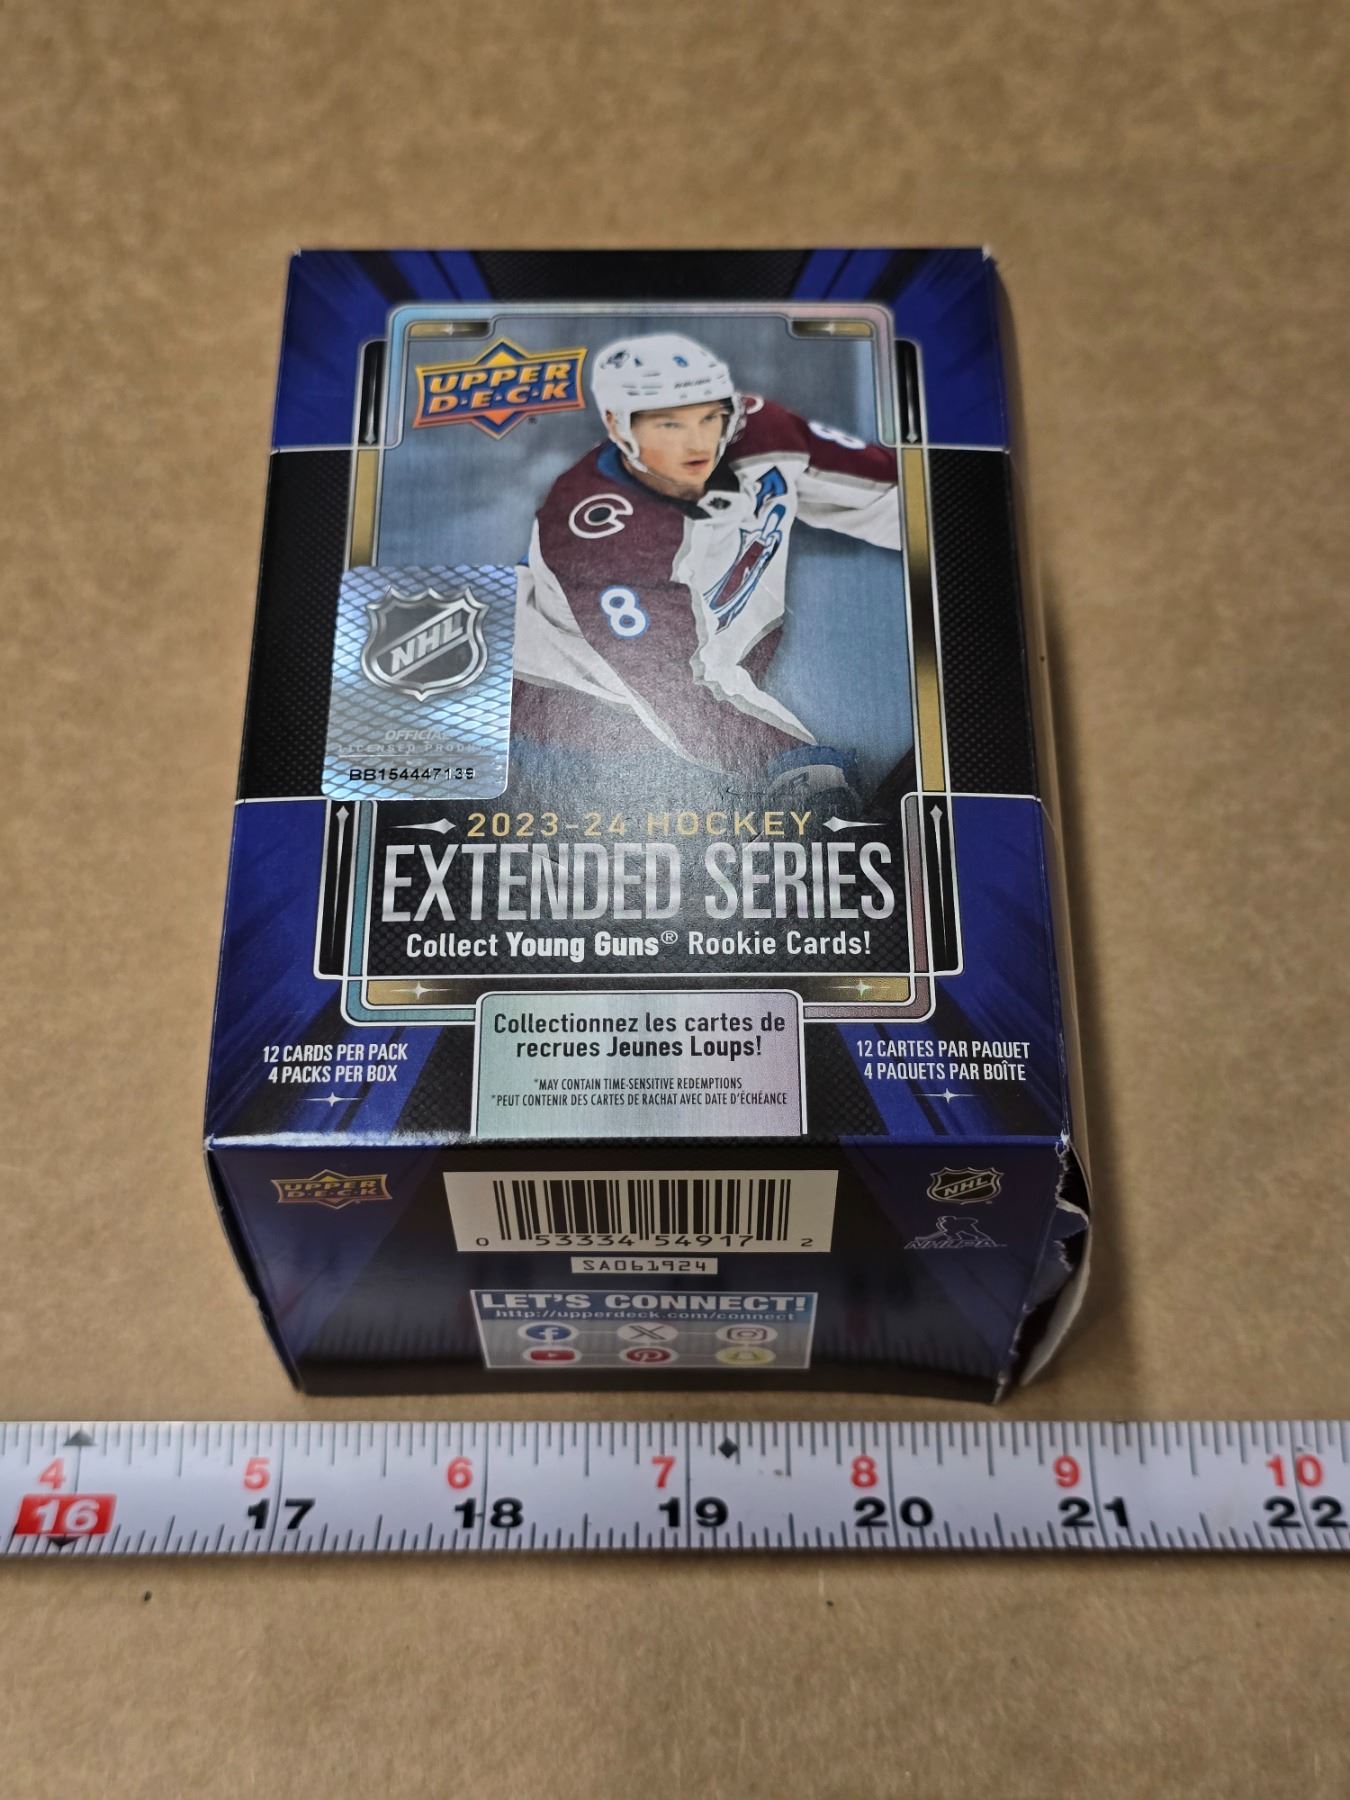 UPPER
D·E·C·K
8
8
C
8
NHL
OFFICIAL
LICENSED PRODUCT
BB154447139
2023-24 HOCKEY
EXTENDED SERIES
Collect Young Guns® Rookie Cards!
Collectionnez les cartes de
recrues Jeunes Loups!
12 CARDS PER PACK
4 PACKS PER BOX
12 CARTES PAR PAQUET
4 PAQUETS PAR BOÎTE
*MAY CONTAIN TIME-SENSITIVE REDEMPTIONS
*PEUT CONTENIR DES CARTES DE RACHAT AVEC DATE D'ÉCHÉANCE
UPPER
D·E·C·K
NHL
NHLPA
0 53334 54917 2
SA061924
LET'S CONNECT!
http://upperdeck.com/connect
4 5 6 7 8 9 10
16 17 18 19 20 21 22